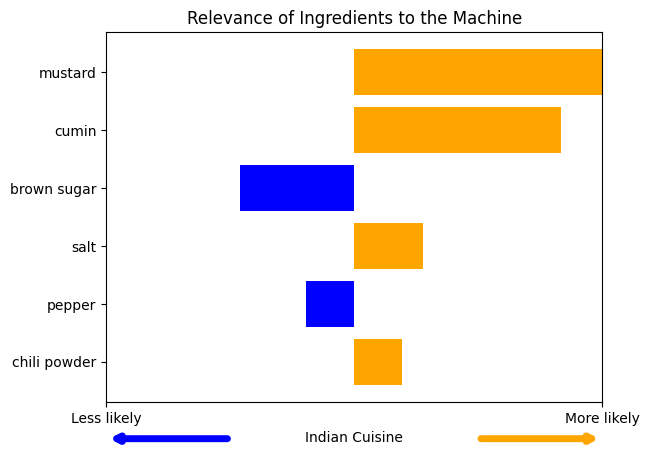 Relevance of Ingredients to the Machine
mustard
cumin
brown sugar
salt
pepper
chili powder
Less likely
More likely
Indian Cuisine